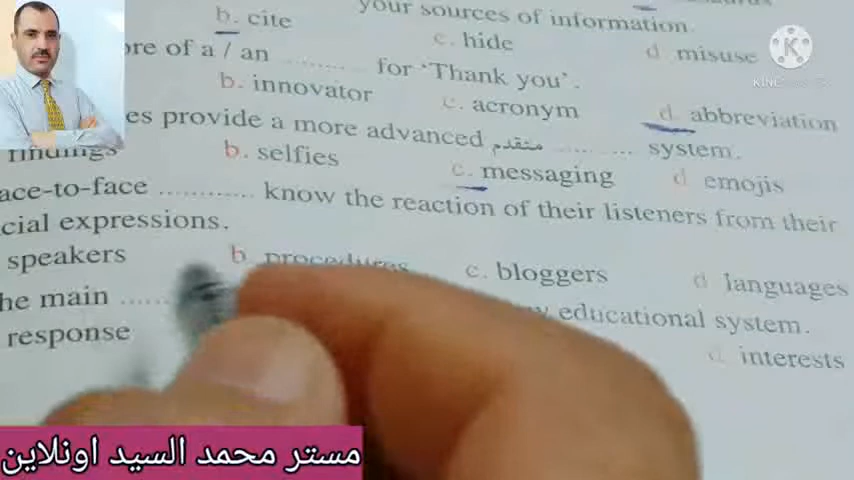 your sources of information.
b. cite
c. hide
d. misuse
ore of a / an .......... for 'Thank you'.
b. innovator
c. acronym
d. abbreviation
es provide a more advanced متقدم .......... system.
findings
b. selfies
c. messaging
d. emojis
ace-to-face ............. know the reaction of their listeners from their
cial expressions.
speakers
b. procedures
c. bloggers
d. languages
he main ...... educational system.
response
d. interests
مستر محمد السيد اونلاين